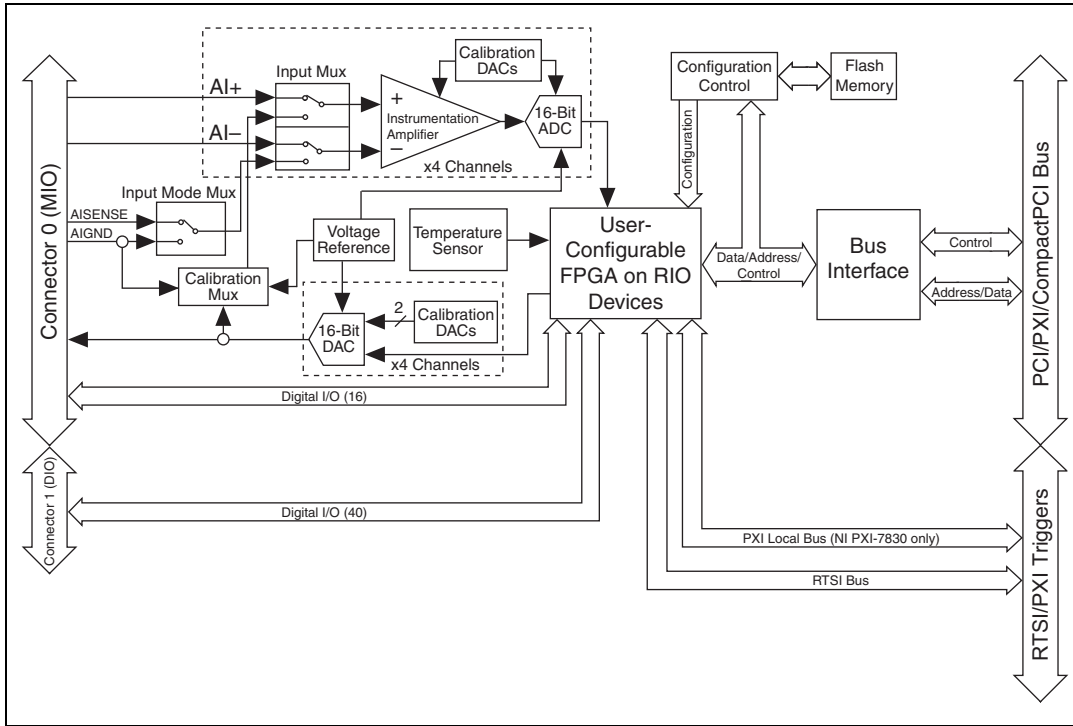 Calibration
DACs
Input Mux
AI+
+
Instrumentation
Amplifier
−
16-Bit
ADC
AI−
x4 Channels
Configuration
Control
Flash
Memory
Configuration
Connector 0 (MIO)
Input Mode Mux
AISENSE
AIGND
Voltage
Reference
Temperature
Sensor
User-
Configurable
FPGA on RIO
Devices
Data/Address/
Control
Bus
Interface
Control
Address/Data
PCI/PXI/CompactPCI Bus
Calibration
Mux
16-Bit
DAC
2
Calibration
DACs
x4 Channels
Digital I/O (16)
Connector 1 (DIO)
Digital I/O (40)
PXI Local Bus (NI PXI-7830 only)
RTSI Bus
RTSI/PXI Triggers